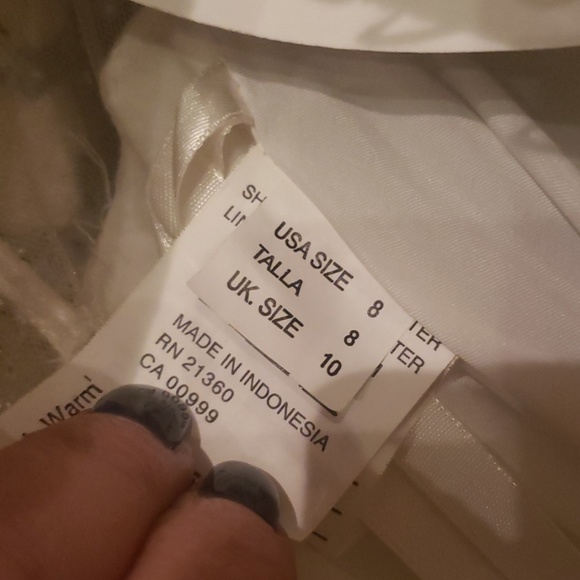 USA SIZE 8
TALLA 8
UK. SIZE 10
MADE IN INDONESIA
RN 21360
CA 00999
Warm